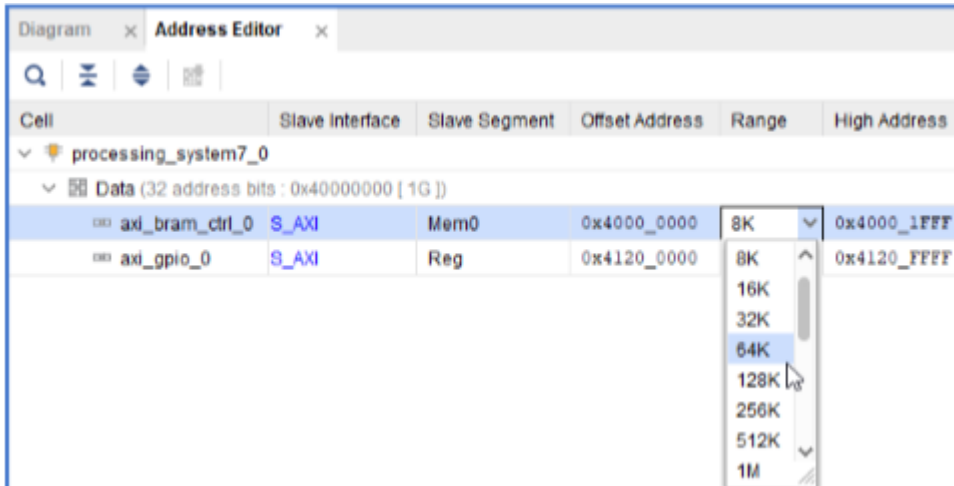 Diagram × Address Editor ×
Cell Slave Interface Slave Segment Offset Address Range High Address
processing_system7_0
Data (32 address bits : 0x40000000 [ 1G ])
axi_bram_ctrl_0 S_AXI Mem0 0x4000_0000 8K 0x4000_1FFF
axi_gpio_0 S_AXI Reg 0x4120_0000 8K 0x4120_FFFF
16K
32K
64K
128K
256K
512K
1M